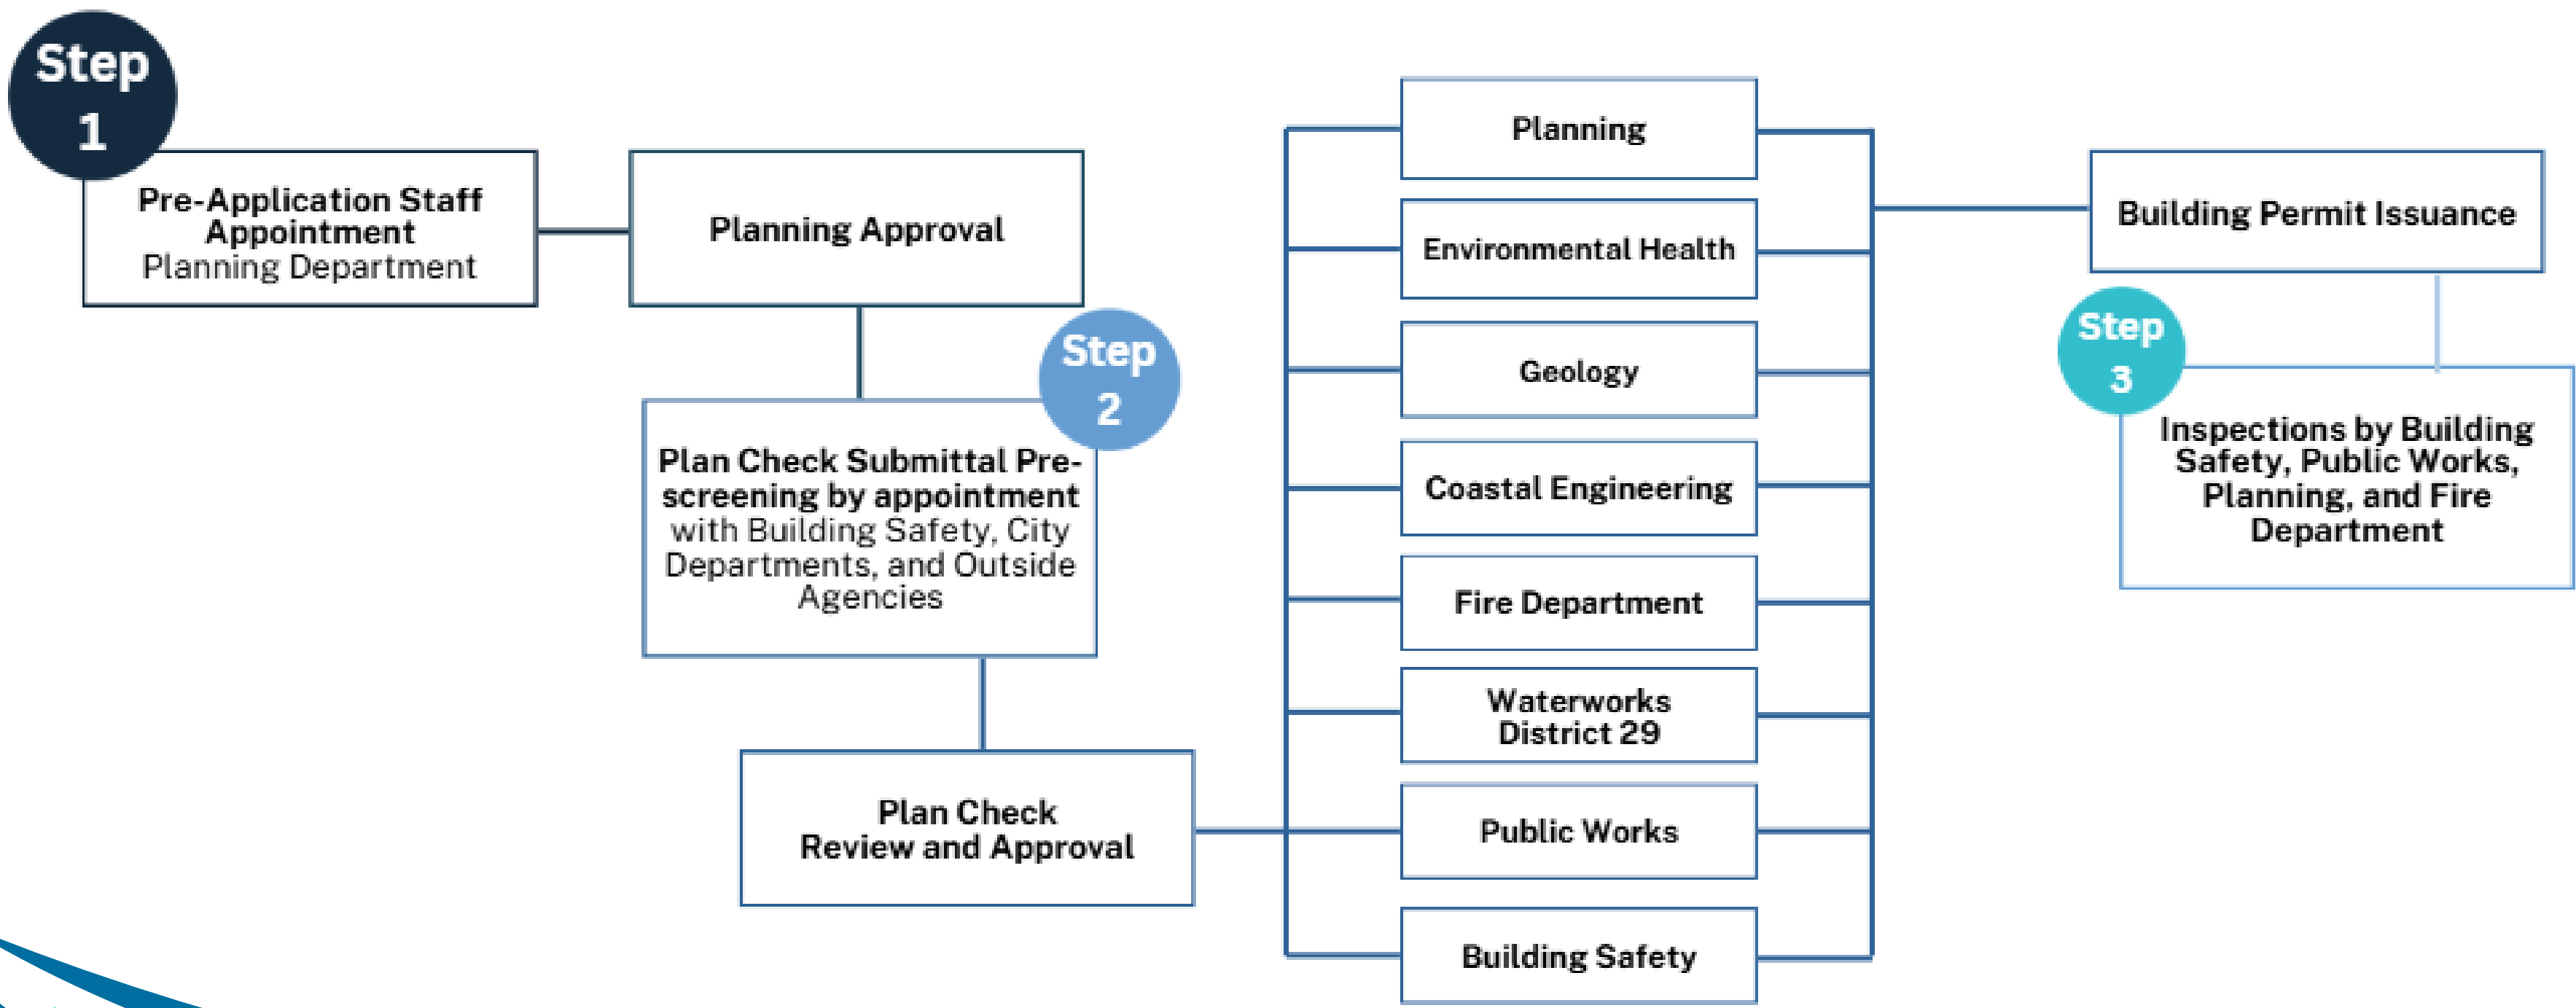 Step
1
Pre-Application Staff
Appointment
Planning Department
Planning Approval
Step
2
Plan Check Submittal Pre-
screening by appointment
with Building Safety, City
Departments, and Outside
Agencies
Plan Check
Review and Approval
Planning
Environmental Health
Geology
Coastal Engineering
Fire Department
Waterworks
District 29
Public Works
Building Safety
Building Permit Issuance
Step
3
Inspections by Building
Safety, Public Works,
Planning, and Fire
Department